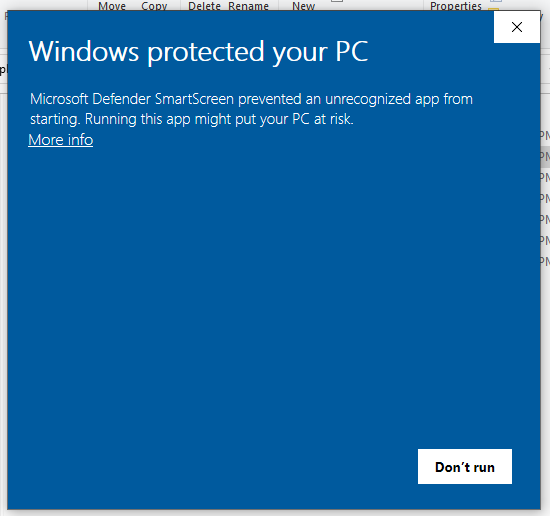 Move Copy Delete Rename New Properties
Windows protected your PC
Microsoft Defender SmartScreen prevented an unrecognized app from
starting. Running this app might put your PC at risk.
More info
Don't run